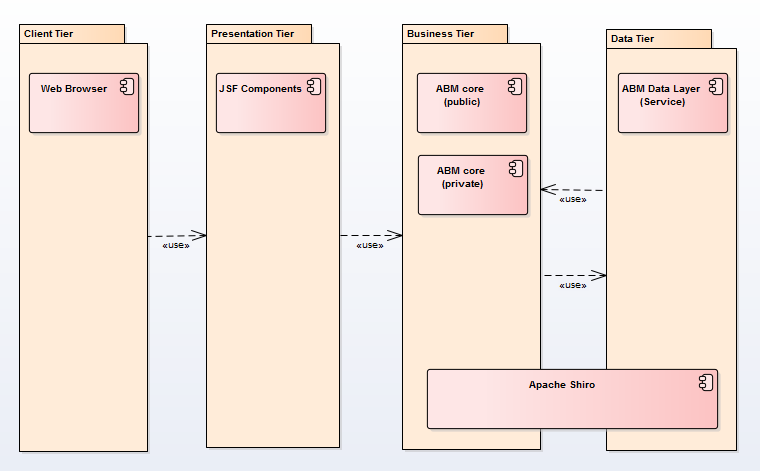 Client Tier
Web Browser
«use»
Presentation Tier
JSF Components
«use»
Business Tier
ABM core
(public)
ABM core
(private)
«use»
«use»
Data Tier
ABM Data Layer
(Service)
Apache Shiro